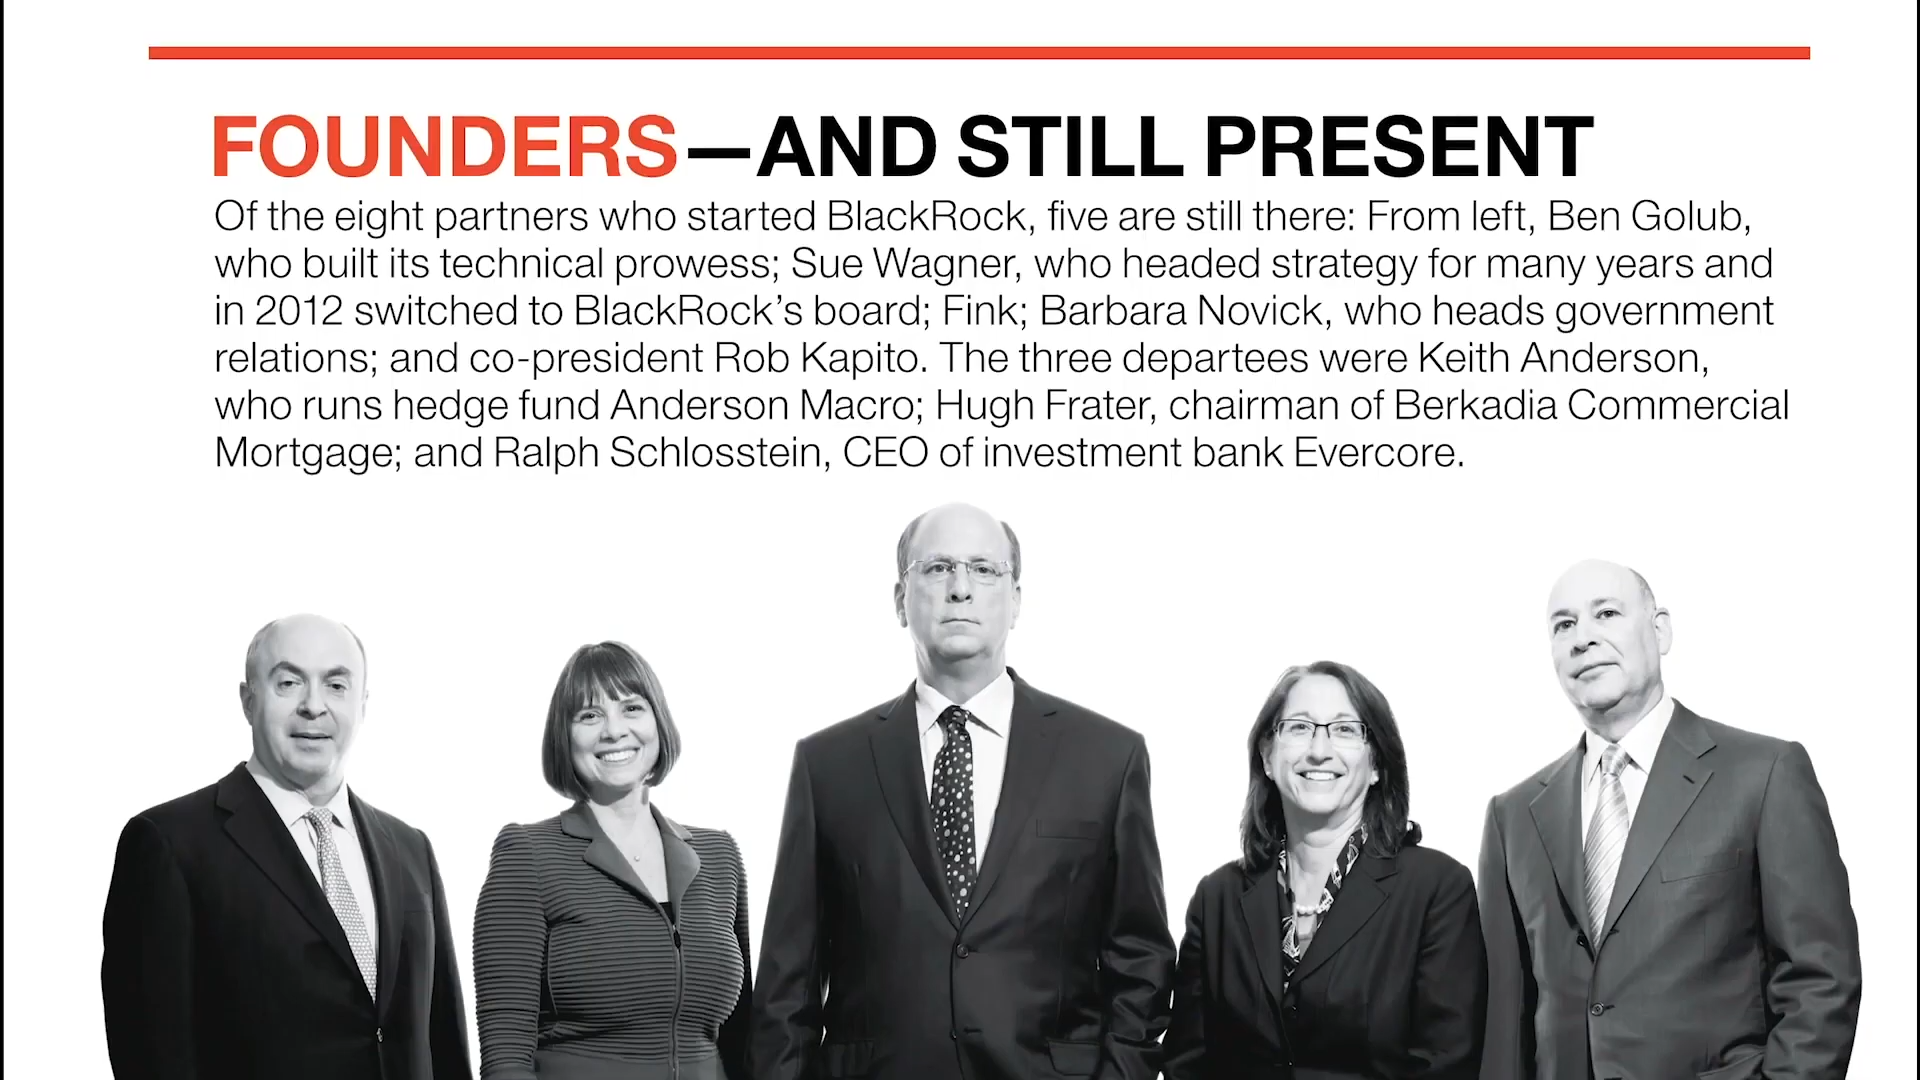 FOUNDERS—AND STILL PRESENT
Of the eight partners who started BlackRock, five are still there: From left, Ben Golub,
who built its technical prowess; Sue Wagner, who headed strategy for many years and
in 2012 switched to BlackRock’s board; Fink; Barbara Novick, who heads government
relations; and co-president Rob Kapito. The three departees were Keith Anderson,
who runs hedge fund Anderson Macro; Hugh Frater, chairman of Berkadia Commercial
Mortgage; and Ralph Schlosstein, CEO of investment bank Evercore.